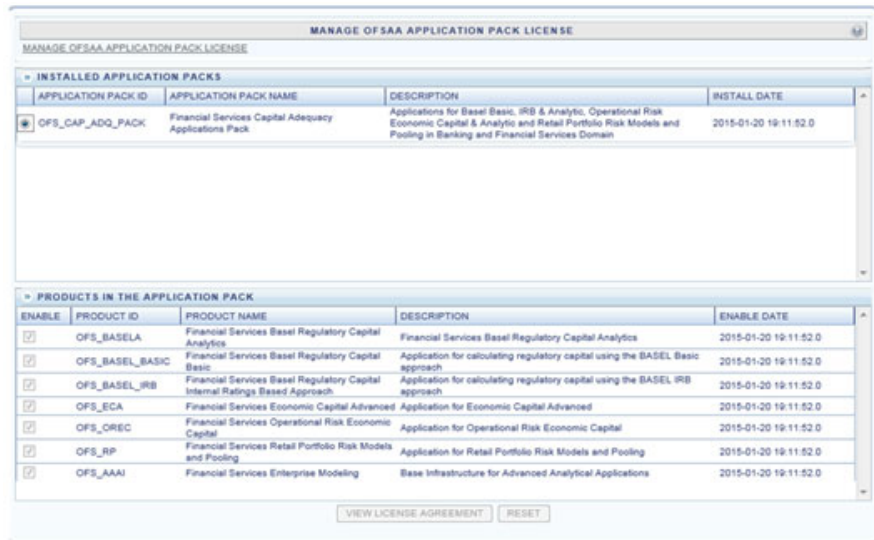 MANAGE OFSAA APPLICATION PACK LICENSE
MANAGE OFSAA APPLICATION PACK LICENSE
» INSTALLED APPLICATION PACKS
APPLICATION PACK ID APPLICATION PACK NAME DESCRIPTION INSTALL DATE
OFS_CAP_ADQ_PACK Financial Services Capital Adequacy Applications Pack Applications for Basel Basic, IRB & Analytic, Operational Risk Economic Capital & Analytic and Retail Portfolio Risk Models and Pooling in Banking and Financial Services Domain 2015-01-20 19:11:52.0
» PRODUCTS IN THE APPLICATION PACK
ENABLE PRODUCT ID PRODUCT NAME DESCRIPTION ENABLE DATE
OFS_BASELA Financial Services Basel Regulatory Capital Analytics Financial Services Basel Regulatory Capital Analytics 2015-01-20 19:11:52.0
OFS_BASEL_BASIC Financial Services Basel Regulatory Capital Basic Application for calculating regulatory capital using the BASEL Basic approach 2015-01-20 19:11:52.0
OFS_BASEL_IRB Financial Services Basel Regulatory Capital Internal Ratings Based Approach Application for calculating regulatory capital using the BASEL IRB approach 2015-01-20 19:11:52.0
OFS_ECA Financial Services Economic Capital Advanced Application for Economic Capital Advanced 2015-01-20 19:11:52.0
OFS_OREC Financial Services Operational Risk Economic Capital Application for Operational Risk Economic Capital 2015-01-20 19:11:52.0
OFS_RP Financial Services Retail Portfolio Risk Models and Pooling Application for Retail Portfolio Risk Models and Pooling 2015-01-20 19:11:52.0
OFS_AAAI Financial Services Enterprise Modeling Base Infrastructure for Advanced Analytical Applications 2015-01-20 19:11:52.0
VIEW LICENSE AGREEMENT RESET